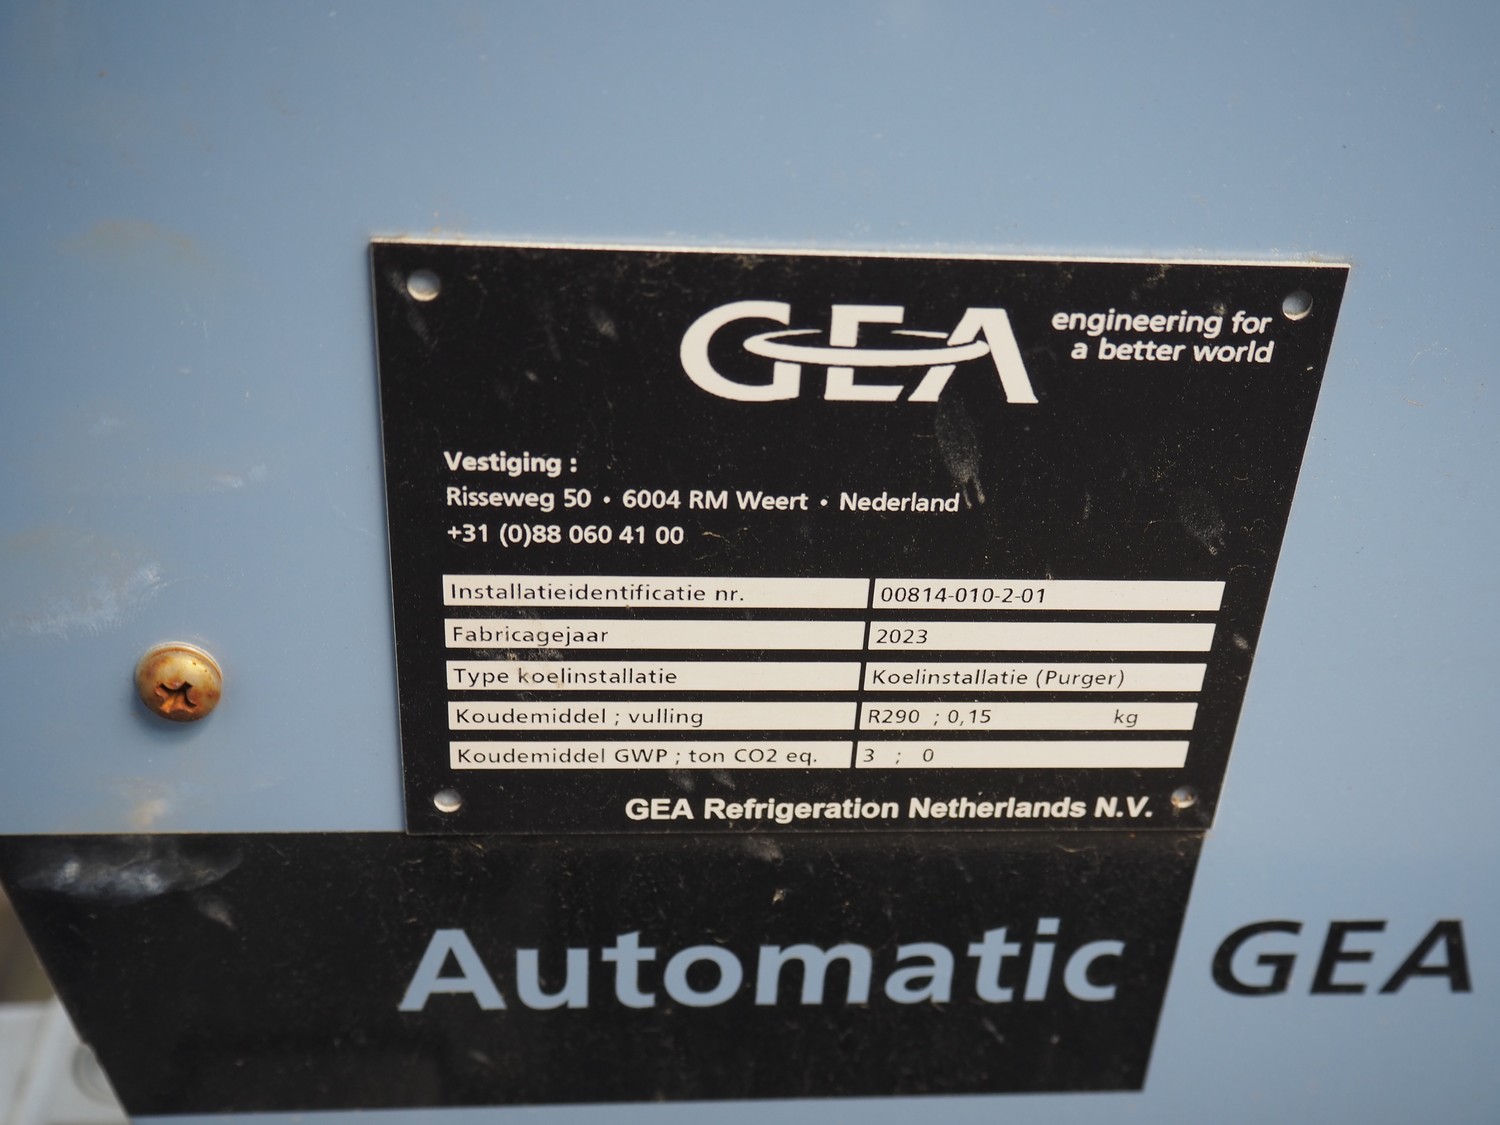 GEA
engineering for
a better world
Vestiging :
Risseweg 50 • 6004 RM Weert • Nederland
+31 (0)88 060 41 00
Installatieidentificatie nr. 00814-010-2-01
Fabricagejaar 2023
Type koelinstallatie Koelinstallatie (Purger)
Koudemiddel ; vulling R290 ; 0,15 kg
Koudemiddel GWP ; ton CO2 eq. 3 ; 0
GEA Refrigeration Netherlands N.V.
Automatic GEA